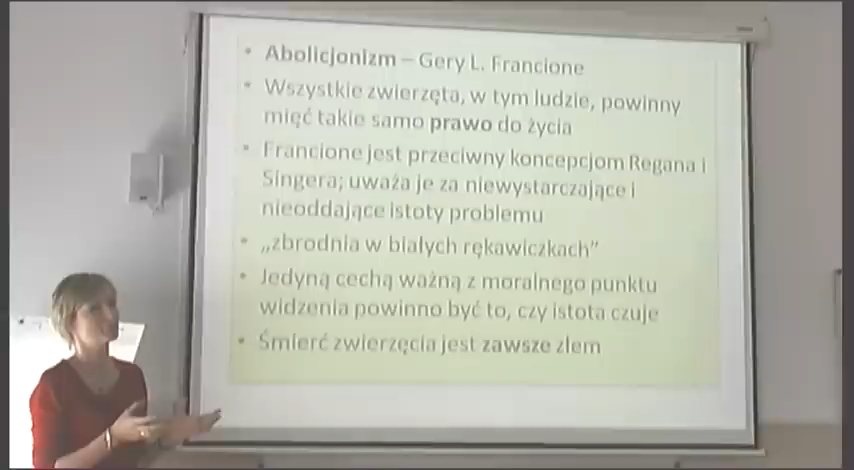 • Abolicjonizm – Gery L. Francione
• Wszystkie zwierzęta, w tym ludzie, powinny
mięć takie samo prawo do życia
• Francione jest przeciwny koncepcjom Regana i
Singera; uważa je za niewystarczające i
nieoddające istoty problemu
• „zbrodnia w białych rękawiczkach”
• Jedyną cechą ważną z moralnego punktu
widzenia powinno być to, czy istota czuje
• Śmierć zwierzęcia jest zawsze złem